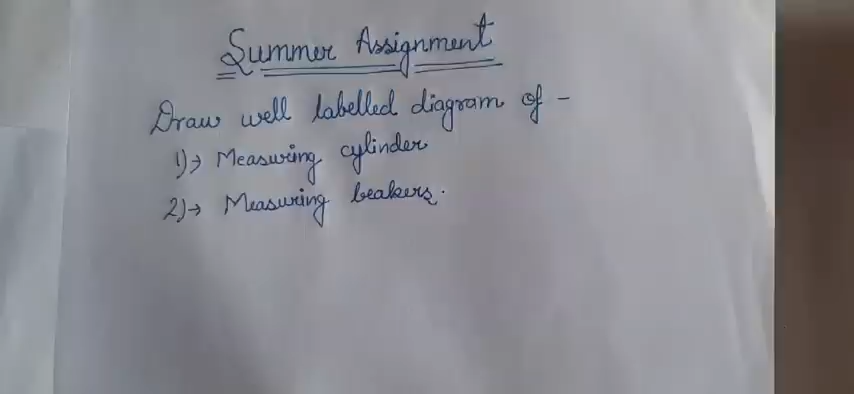 Summer Assignment
Draw well labelled diagram of -
1)→ Measuring cylinder
2)→ Measuring beakers.